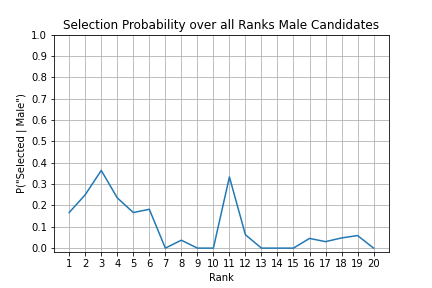 Selection Probability over all Ranks Male Candidates
P("Selected | Male")
1.0
0.9
0.8
0.7
0.6
0.5
0.4
0.3
0.2
0.1
0.0
1 2 3 4 5 6 7 8 9 10 11 12 13 14 15 16 17 18 19 20
Rank